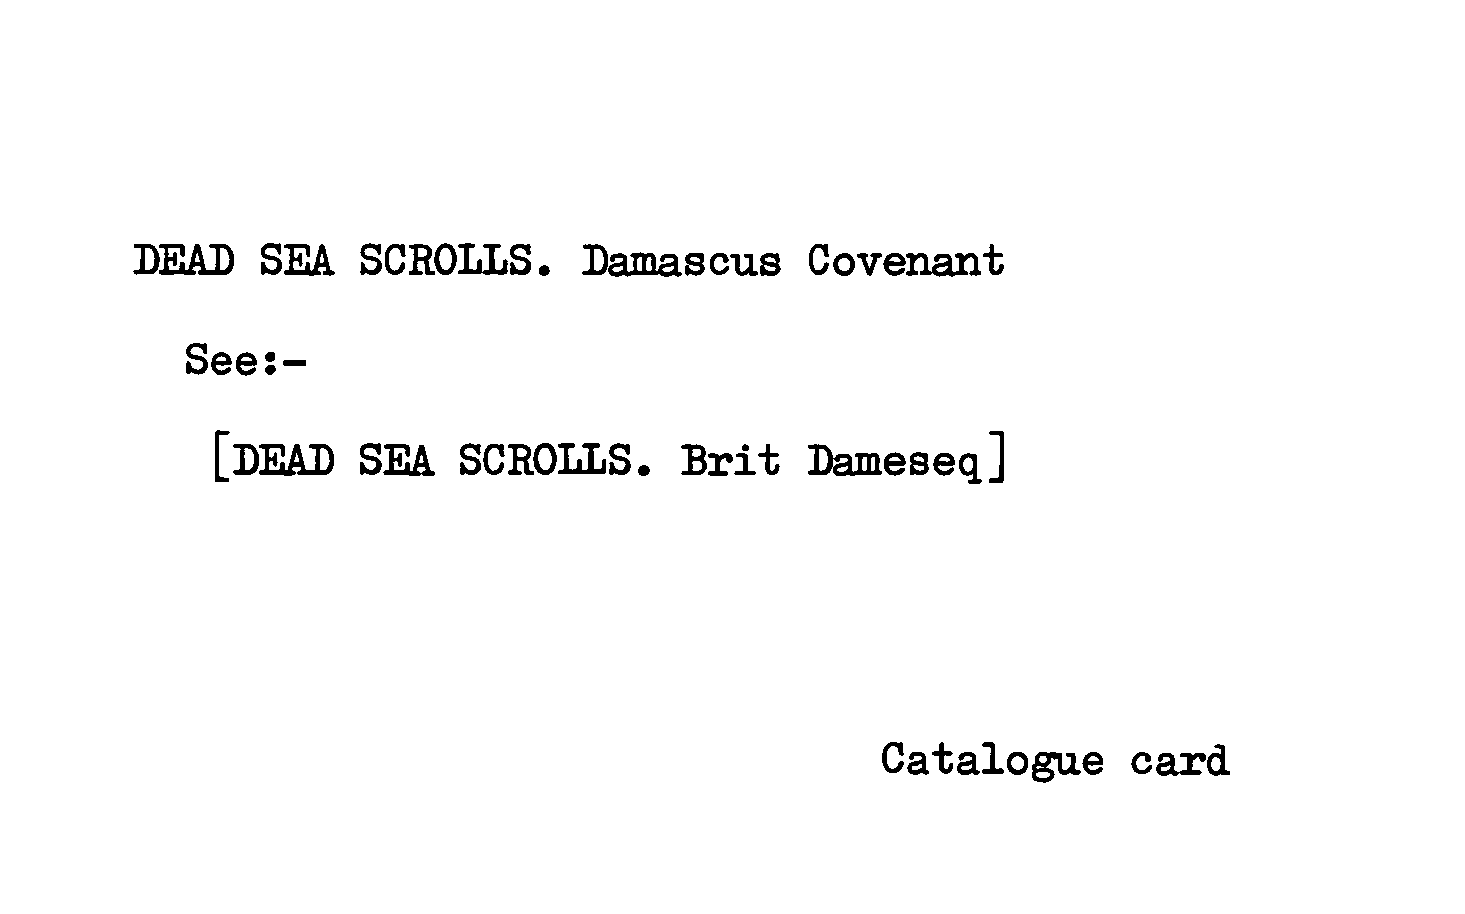 DEAD SEA SCROLLS. Damascus Covenant
See:-
[DEAD SEA SCROLLS. Brit Dameseq]
Catalogue card